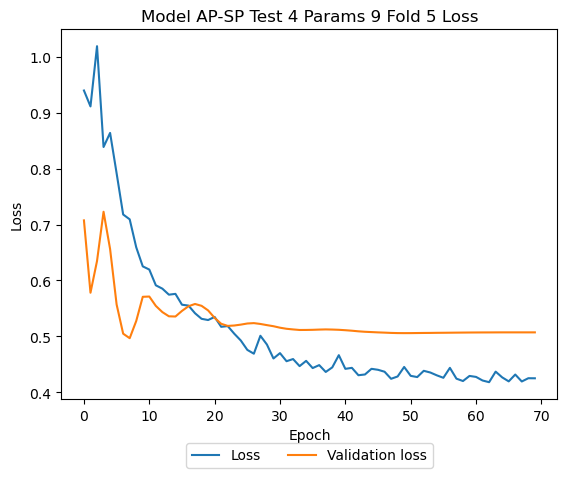 Model AP-SP Test 4 Params 9 Fold 5 Loss
1.0
0.9
0.8
0.7
0.6
0.5
0.4
Loss
0 10 20 30 40 50 60 70
Epoch
Loss Validation loss